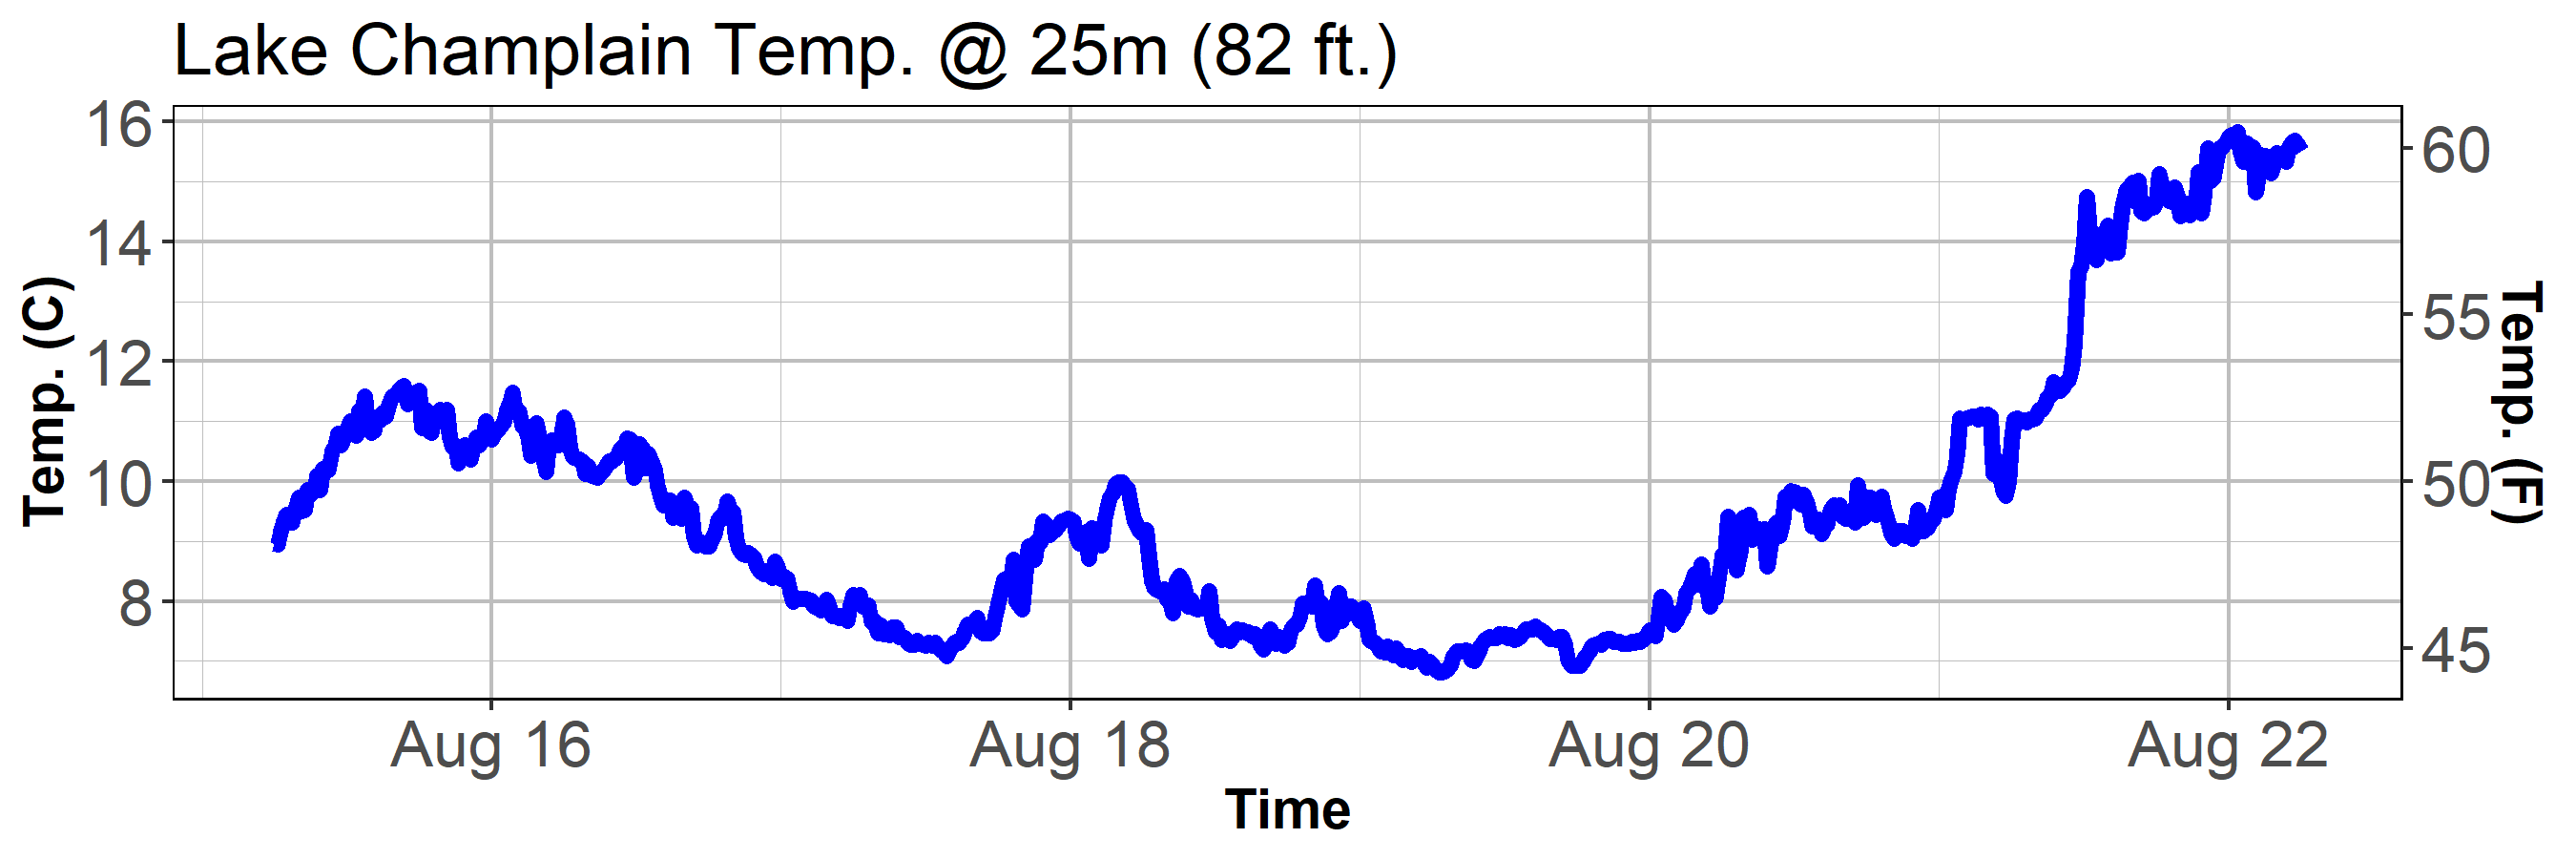 Lake Champlain Temp. @ 25m (82 ft.)
16
14
12
10
8
Temp. (C)
60
55
50
45
Temp. (F)
Aug 16 Aug 18 Aug 20 Aug 22
Time